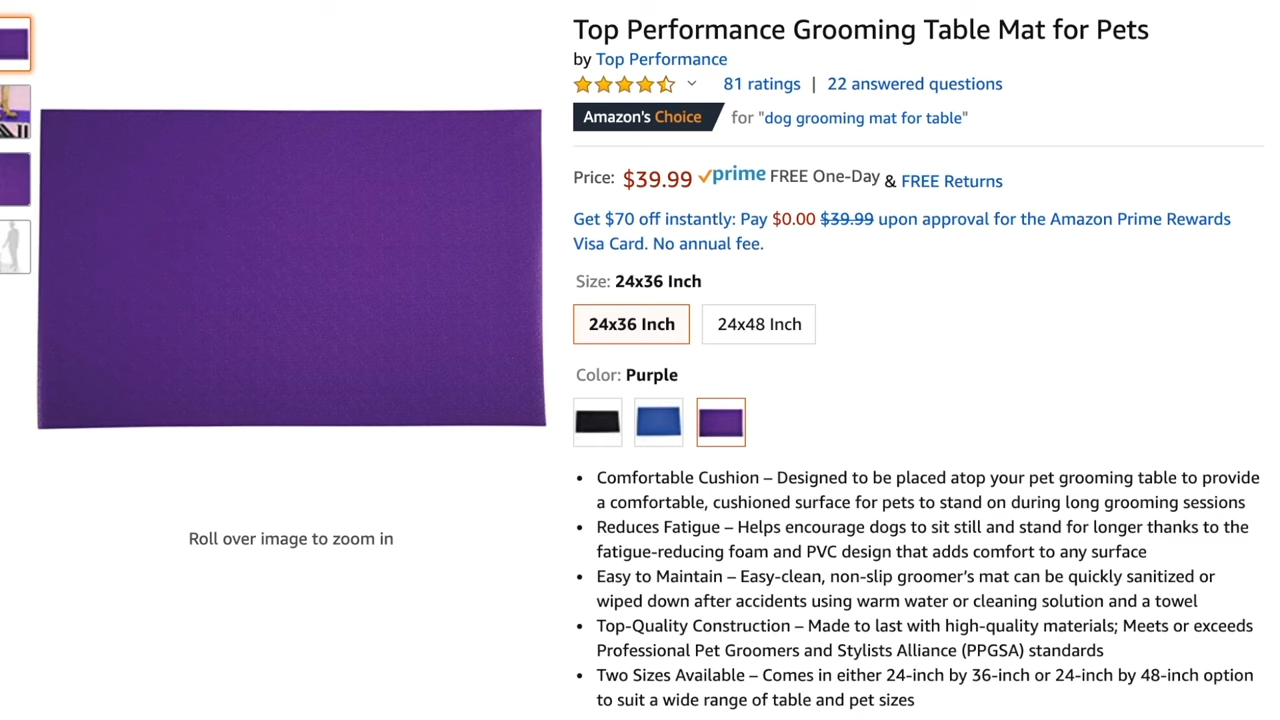 Top Performance Grooming Table Mat for Pets
by Top Performance
81 ratings | 22 answered questions
Amazon's Choice for "dog grooming mat for table"
Price: $39.99 prime FREE One-Day & FREE Returns
Get $70 off instantly: Pay $0.00 $39.99 upon approval for the Amazon Prime Rewards
Visa Card. No annual fee.
Size: 24x36 Inch
24x36 Inch 24x48 Inch
Color: Purple
• Comfortable Cushion – Designed to be placed atop your pet grooming table to provide
a comfortable, cushioned surface for pets to stand on during long grooming sessions
• Reduces Fatigue – Helps encourage dogs to sit still and stand for longer thanks to the
fatigue-reducing foam and PVC design that adds comfort to any surface
• Easy to Maintain – Easy-clean, non-slip groomer’s mat can be quickly sanitized or
wiped down after accidents using warm water or cleaning solution and a towel
• Top-Quality Construction – Made to last with high-quality materials; Meets or exceeds
Professional Pet Groomers and Stylists Alliance (PPGSA) standards
• Two Sizes Available – Comes in either 24-inch by 36-inch or 24-inch by 48-inch option
to suit a wide range of table and pet sizes
Roll over image to zoom in